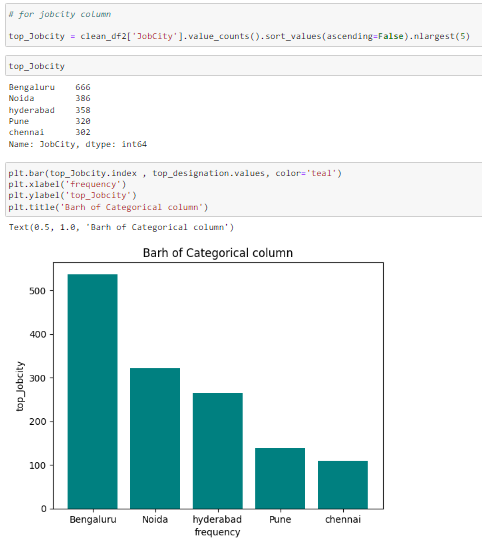 # for jobcity column
top_Jobcity = clean_df2['JobCity'].value_counts().sort_values(ascending=False).nlargest(5)
top_Jobcity
Bengaluru    666
Noida        386
hyderabad    358
Pune         320
chennai      302
Name: JobCity, dtype: int64
plt.bar(top_Jobcity.index , top_designation.values, color='teal')
plt.xlabel('frequency')
plt.ylabel('top_Jobcity')
plt.title('Barh of Categorical column')
Text(0.5, 1.0, 'Barh of Categorical column')
Barh of Categorical column
500
400
300
200
100
0
top_Jobcity
Bengaluru Noida hyderabad Pune chennai
frequency